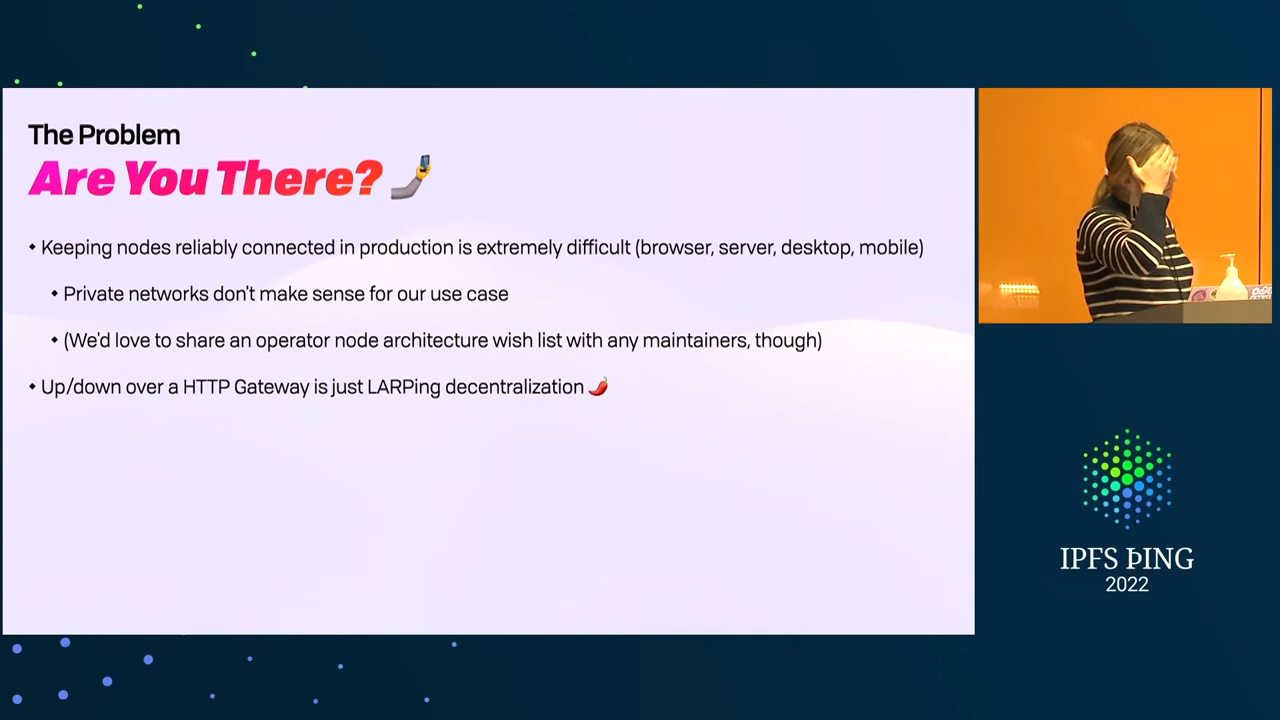 The Problem
Are You There? 🤳
• Keeping nodes reliably connected in production is extremely difficult (browser, server, desktop, mobile)
• Private networks don't make sense for our use case
• (We'd love to share an operator node architecture wish list with any maintainers, though)
• Up/down over a HTTP Gateway is just LARPing decentralization 🌶️
IPFS ÞING
2022